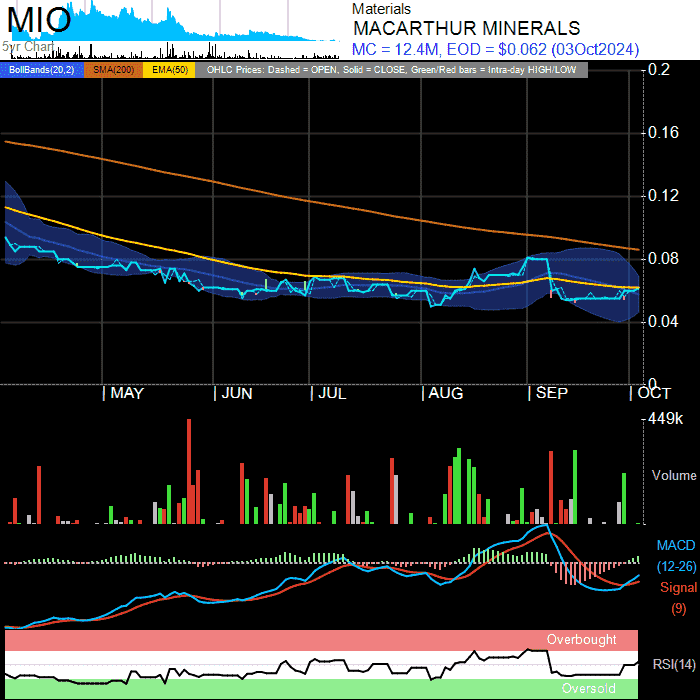 MIO
5yr Chart
Materials
MACARTHUR MINERALS
MC = 12.4M, EOD = $0.062 (03Oct2024)
BollBands(20,2) SMA(200) EMA(50) OHLC Prices: Dashed = OPEN, Solid = CLOSE, Green/Red bars = Intra-day HIGH/LOW
0.2
0.16
0.12
0.08
0.04
0
| MAY | JUN | JUL | AUG | SEP | OCT
449k
Volume
MACD
(12-26)
Signal
(9)
Overbought
RSI(14)
Oversold